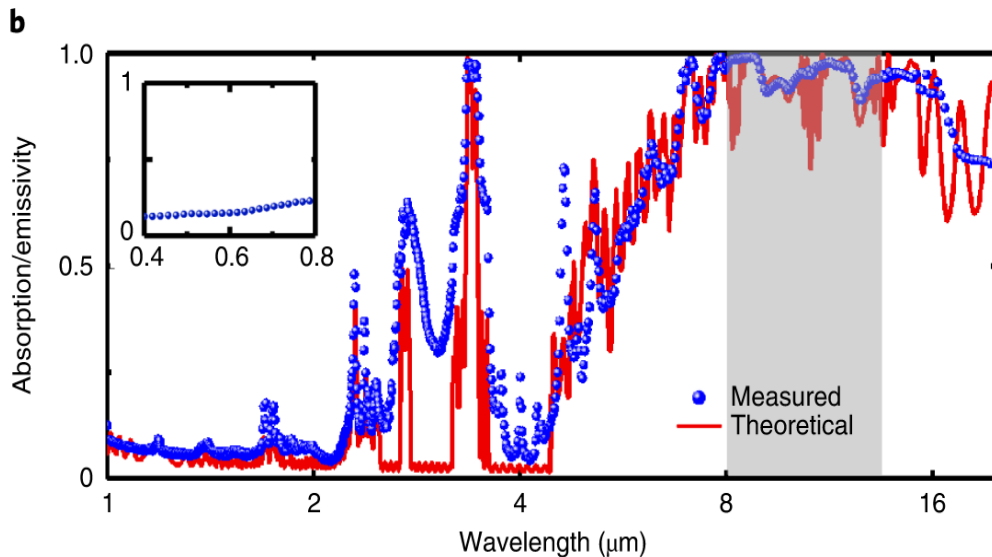 b
1.0
1
0
0.4 0.6 0.8
0.5
Measured
Theoretical
0
1 2 4 8 16
Absorption/emissivity
Wavelength (μm)